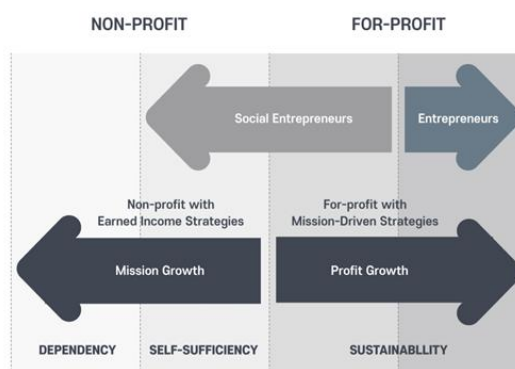 NON-PROFIT
FOR-PROFIT
Social Entrepreneurs
Entrepreneurs
Non-profit with
Earned Income Strategies
For-profit with
Mission-Driven Strategies
Mission Growth
Profit Growth
DEPENDENCY
SELF-SUFFICIENCY
SUSTAINABLLITY